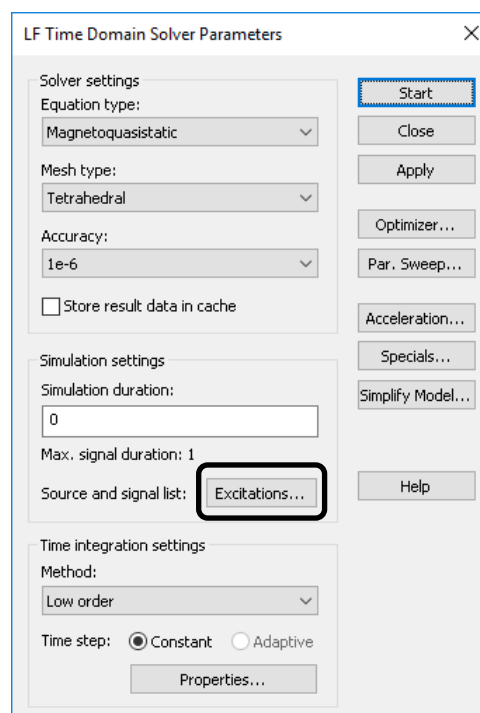 LF Time Domain Solver Parameters
Solver settings
Equation type:
Magnetoquasistatic
Mesh type:
Tetrahedral
Accuracy:
1e-6
Store result data in cache
Simulation settings
Simulation duration:
0
Max. signal duration: 1
Source and signal list: Excitations...
Time integration settings
Method:
Low order
Time step: Constant Adaptive
Properties...
Start
Close
Apply
Optimizer...
Par. Sweep...
Acceleration...
Specials...
Simplify Model...
Help